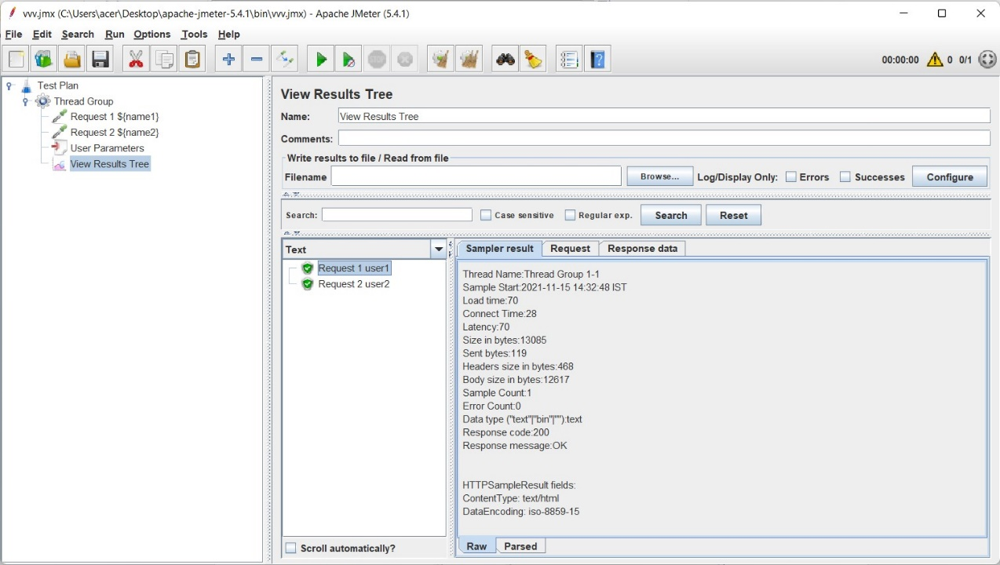 vvv.jmx (C:\Users\acer\Desktop\apache-jmeter-5.4.1\bin\vvv.jmx) - Apache JMeter (5.4.1)
File Edit Search Run Options Tools Help
00:00:00 0 0/1
Test Plan
Thread Group
Request 1 ${name1}
Request 2 ${name2}
User Parameters
View Results Tree
View Results Tree
Name: View Results Tree
Comments:
Write results to file / Read from file
Filename Browse... Log/Display Only: Errors Successes Configure
Search: Case sensitive Regular exp. Search Reset
Text
Request 1 user1
Request 2 user2
Scroll automatically?
Sampler result Request Response data
Thread Name:Thread Group 1-1
Sample Start:2021-11-15 14:32:48 IST
Load time:70
Connect Time:28
Latency:70
Size in bytes:13085
Sent bytes:119
Headers size in bytes:468
Body size in bytes:12617
Sample Count:1
Error Count:0
Data type ("text"|"bin"|""):text
Response code:200
Response message:OK
HTTPSampleResult fields:
ContentType: text/html
DataEncoding: iso-8859-15
Raw Parsed